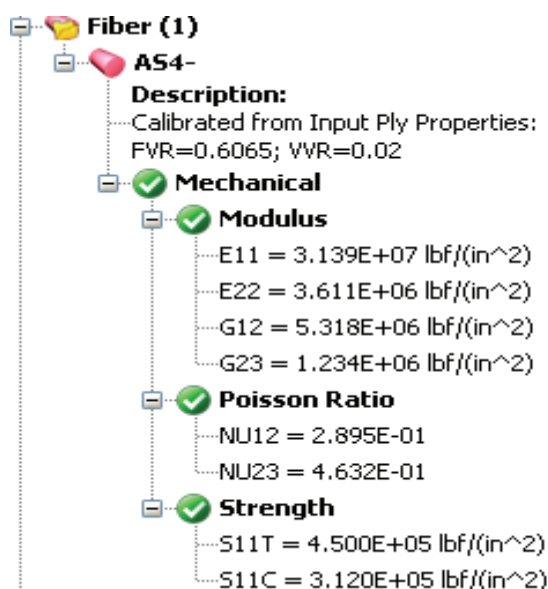 Fiber (1)
AS4-
Description:
Calibrated from Input Ply Properties:
FVR=0.6065; VVR=0.02
Mechanical
Modulus
E11 = 3.139E+07 lbf/(in^2)
E22 = 3.611E+06 lbf/(in^2)
G12 = 5.318E+06 lbf/(in^2)
G23 = 1.234E+06 lbf/(in^2)
Poisson Ratio
NU12 = 2.895E-01
NU23 = 4.632E-01
Strength
S11T = 4.500E+05 lbf/(in^2)
S11C = 3.120E+05 lbf/(in^2)